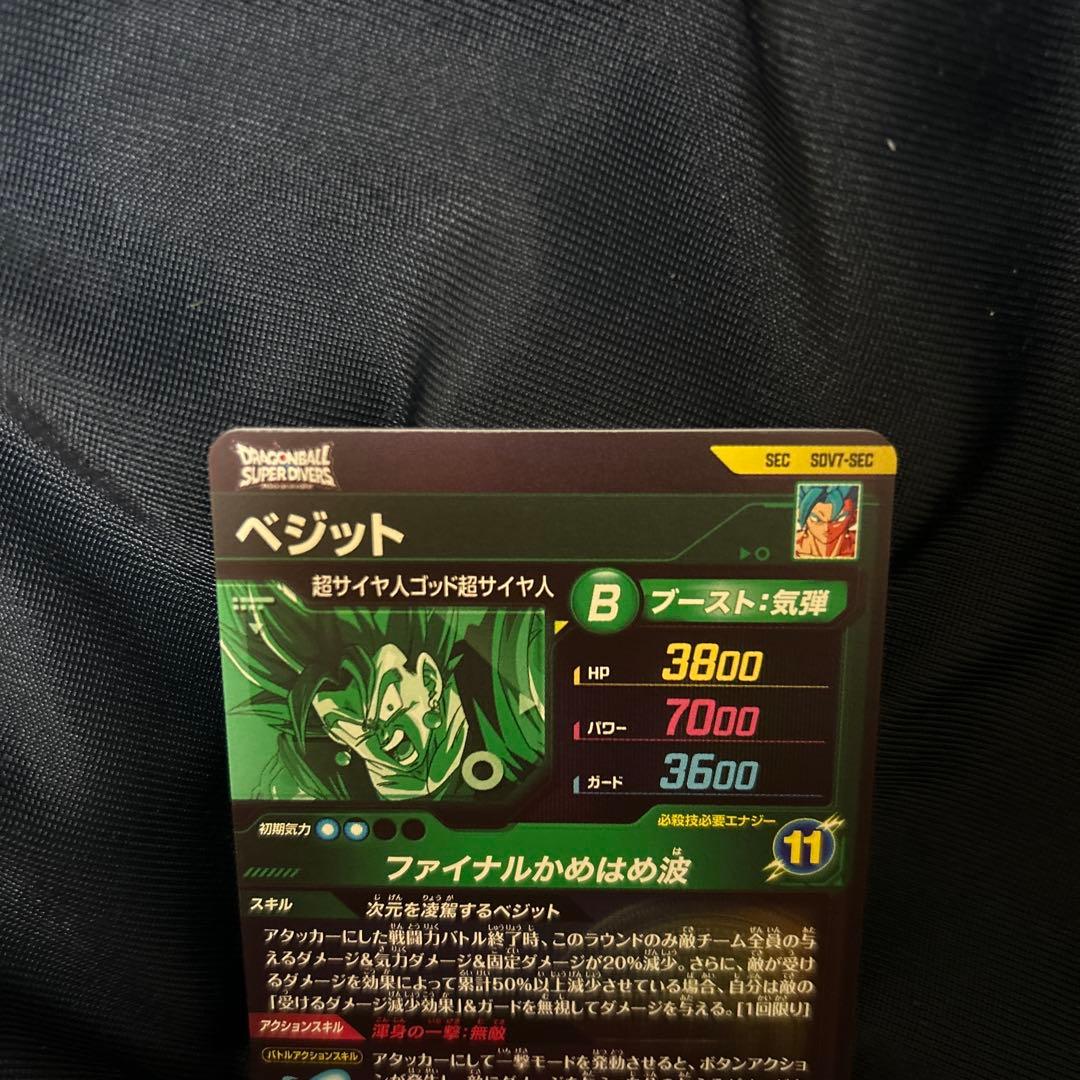 DRAGONBALL
SUPER DIVERS
SEC SDV7-SEC
ベジット
超サイヤ人ゴッド超サイヤ人
B ブースト:気弾
HP 3800
パワー 7000
ガード 3600
初期気力
必殺技必要エナジー
11
ファイナルかめはめ波
は
スキル
次元を凌駕するベジット
じげん りょうが
アタッカーにした戦闘力バトル終了時、このラウンドのみ敵チーム全員の与
えるダメージ&気力ダメージ&固定ダメージが20%減少。さらに、敵が受け
るダメージを効果によって累計50%以上減少させている場合、自分は敵の
「受けるダメージ減少効果」&ガードを無視してダメージを与える。[1回限り]
アクションスキル
渾身の一撃:無敵
バトルアクションスキル
アタッカーにして一撃モードを発動させると、ボタンアクショ